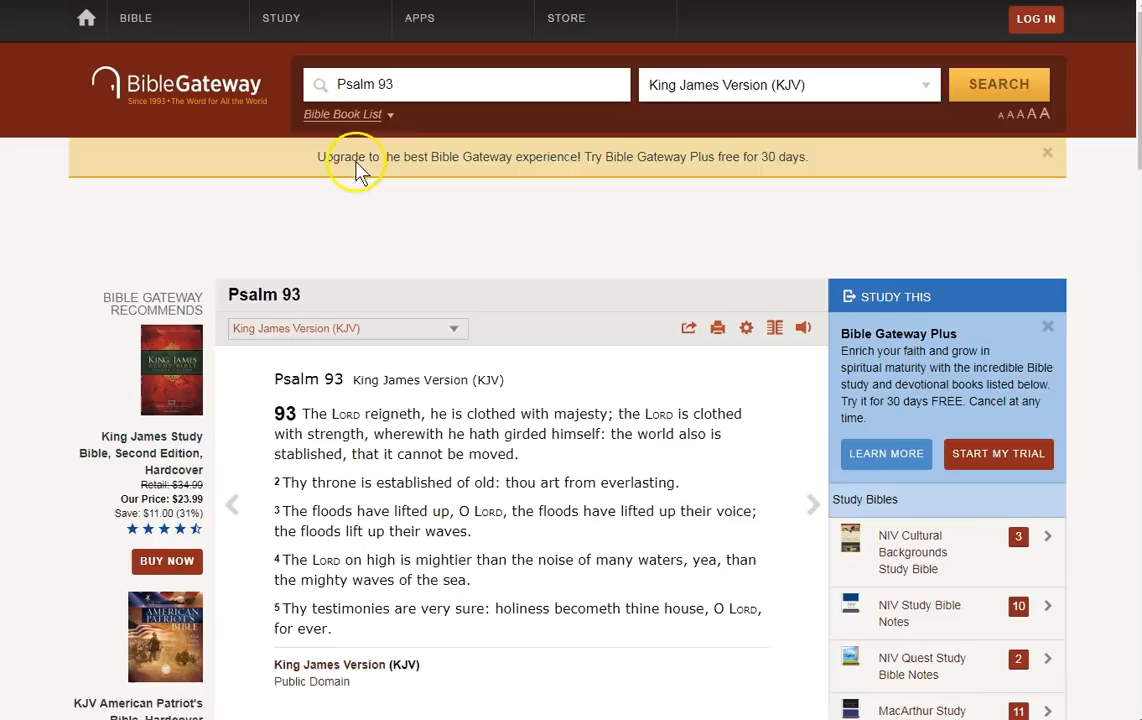 BIBLE
STUDY
APPS
STORE
LOG IN
BibleGateway
Since 1993 • The Word for All the World
Psalm 93
King James Version (KJV)
SEARCH
Bible Book List
A A A A A
Upgrade to the best Bible Gateway experience! Try Bible Gateway Plus free for 30 days.
BIBLE GATEWAY
RECOMMENDS
KING JAMES
STUDY BIBLE
King James Study
Bible, Second Edition,
Hardcover
Retail: $34.99
Our Price: $23.99
Save: $11.00 (31%)
BUY NOW
AMERICAN
PATRIOT'S
BIBLE
KJV American Patriot's
Bible, Hardcover
Psalm 93
King James Version (KJV)
Psalm 93 King James Version (KJV)
93 The LORD reigneth, he is clothed with majesty; the LORD is clothed
with strength, wherewith he hath girded himself: the world also is
stablished, that it cannot be moved.
2 Thy throne is established of old: thou art from everlasting.
3 The floods have lifted up, O LORD, the floods have lifted up their voice;
the floods lift up their waves.
4 The LORD on high is mightier than the noise of many waters, yea, than
the mighty waves of the sea.
5 Thy testimonies are very sure: holiness becometh thine house, O LORD,
for ever.
King James Version (KJV)
Public Domain
STUDY THIS
Bible Gateway Plus
Enrich your faith and grow in
spiritual maturity with the incredible Bible
study and devotional books listed below.
Try it for 30 days FREE. Cancel at any
time.
LEARN MORE
START MY TRIAL
Study Bibles
NIV Cultural
Backgrounds
Study Bible
3
NIV Study Bible
Notes
10
NIV Quest Study
Bible Notes
2
MacArthur Study
11